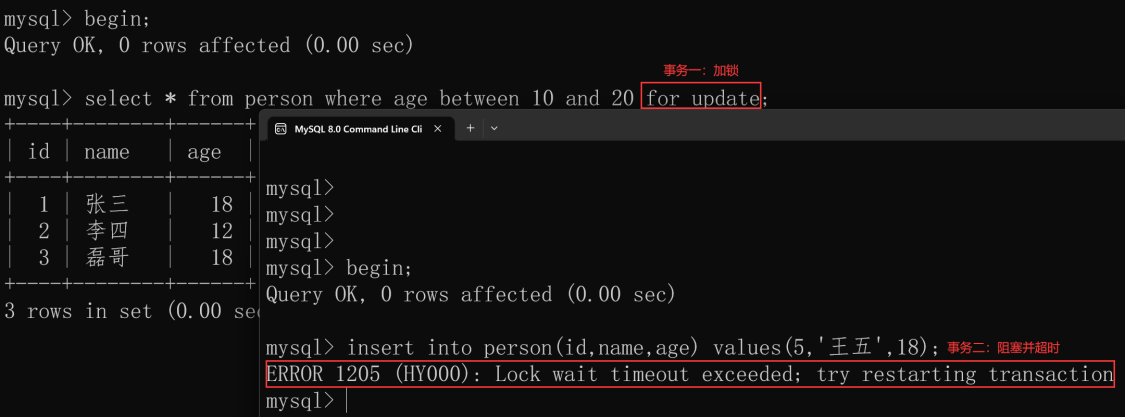 mysql> begin;
Query OK, 0 rows affected (0.00 sec)
事务一：加锁
mysql> select * from person where age between 10 and 20 for update;
+----+--------+------+
| id | name | age |
+----+--------+------+
| 1 | 张三 | 18 |
| 2 | 李四 | 12 |
| 3 | 磊哥 | 18 |
+----+--------+------+
3 rows in set (0.00 sec
MySQL 8.0 Command Line Cli
mysql>
mysql>
mysql>
mysql> begin;
Query OK, 0 rows affected (0.00 sec)
mysql> insert into person(id,name,age) values(5,'王五',18); 事务二：阻塞并超时
ERROR 1205 (HY000): Lock wait timeout exceeded; try restarting transaction
mysql>